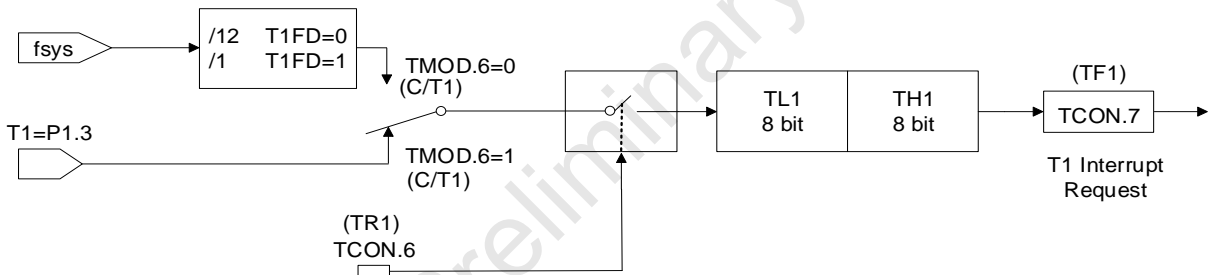 fsys
/12 T1FD=0
/1 T1FD=1
TMOD.6=0
(C/T1)
T1=P1.3
TMOD.6=1
(C/T1)
(TR1)
TCON.6
TL1
8 bit
TH1
8 bit
(TF1)
TCON.7
T1 Interrupt
Request
Preliminary